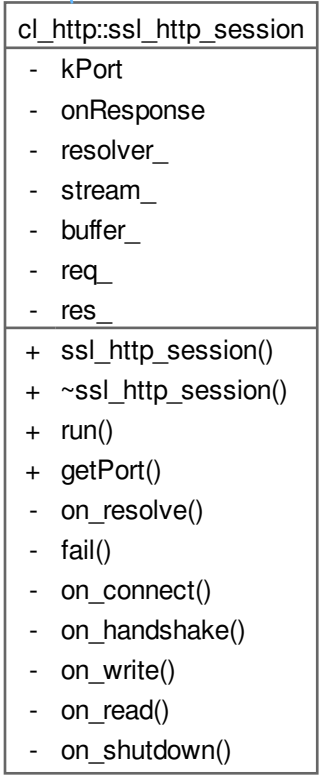 cl_http::ssl_http_session
- kPort
- onResponse
- resolver_
- stream_
- buffer_
- req_
- res_
+ ssl_http_session()
+ ~ssl_http_session()
+ run()
+ getPort()
- on_resolve()
- fail()
- on_connect()
- on_handshake()
- on_write()
- on_read()
- on_shutdown()